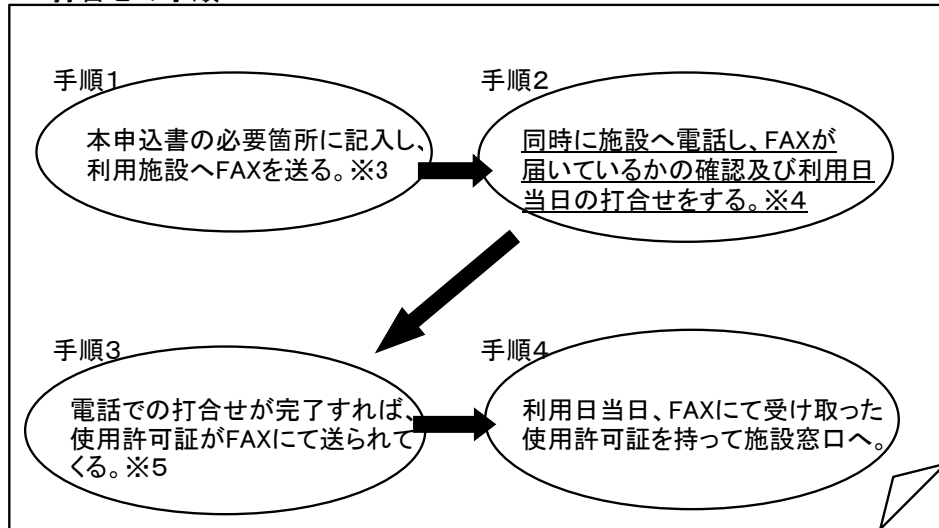 手順1
本申込書の必要箇所に記入し、
利用施設へFAXを送る。※3
手順2
同時に施設へ電話し、FAXが
届いているかの確認及び利用日
当日の打合せをする。※4
手順3
電話での打合せが完了すれば、
使用許可証がFAXにて送られて
くる。※5
手順4
利用日当日、FAXにて受け取った
使用許可証を持って施設窓口へ。